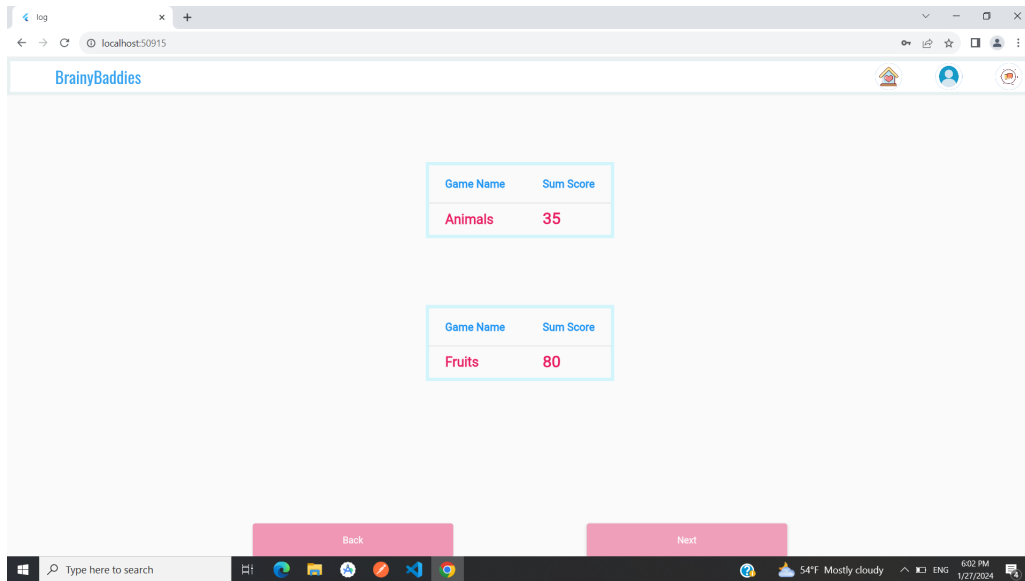 log
localhost:50915
BrainyBaddies
Game Name Sum Score
Animals 35
Game Name Sum Score
Fruits 80
Back Next
Type here to search
54°F Mostly cloudy ENG 6:02 PM
1/27/2024
4